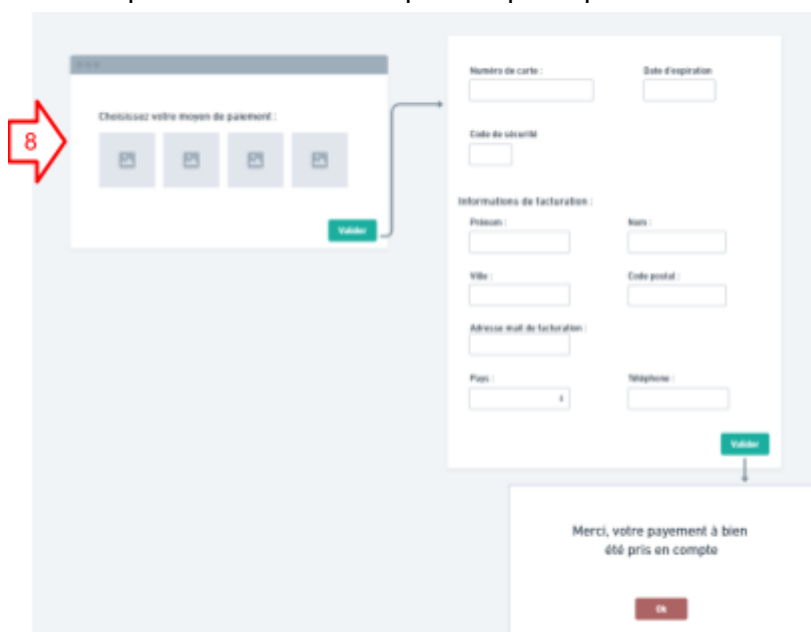 8
Choisissez votre moyen de paiement :
Valider
Numéro de carte :
Date d'expiration
Code de sécurité
Informations de facturation :
Prénom :
Nom :
Ville :
Code postal :
Adresse mail de facturation :
Pays :
Téléphone :
Valider
Merci, votre payement à bien
été pris en compte
Ok